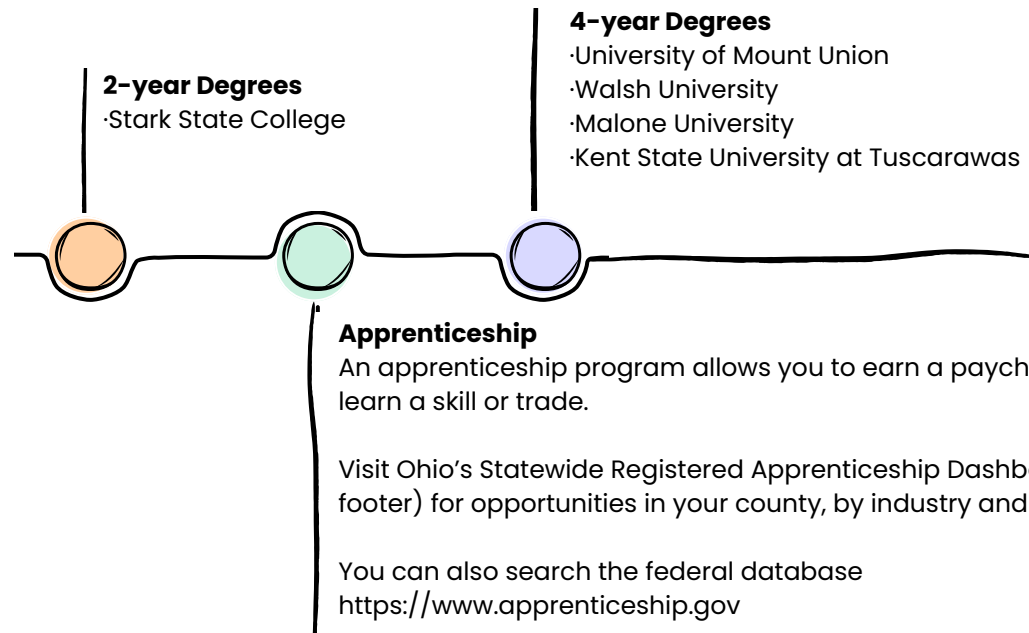 2-year Degrees
·Stark State College
4-year Degrees
·University of Mount Union
·Walsh University
·Malone University
·Kent State University at Tuscarawas
Apprenticeship
An apprenticeship program allows you to earn a paych
learn a skill or trade.
Visit Ohio’s Statewide Registered Apprenticeship Dashb
footer) for opportunities in your county, by industry and
You can also search the federal database
https://www.apprenticeship.gov